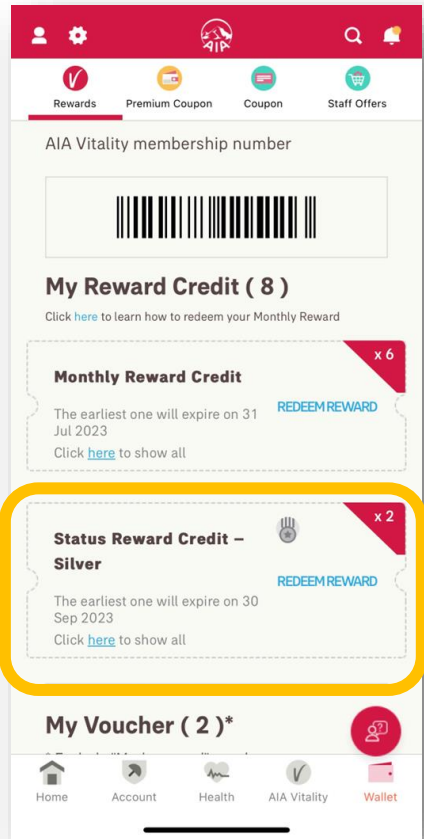 AIA
Rewards Premium Coupon Coupon Staff Offers
AIA Vitality membership number
My Reward Credit ( 8 )
Click here to learn how to redeem your Monthly Reward
x 6
Monthly Reward Credit
The earliest one will expire on 31
Jul 2023
REDEEM REWARD
Click here to show all
x 2
Status Reward Credit –
Silver
REDEEM REWARD
The earliest one will expire on 30
Sep 2023
Click here to show all
My Voucher ( 2 )*
Home Account Health AIA Vitality Wallet